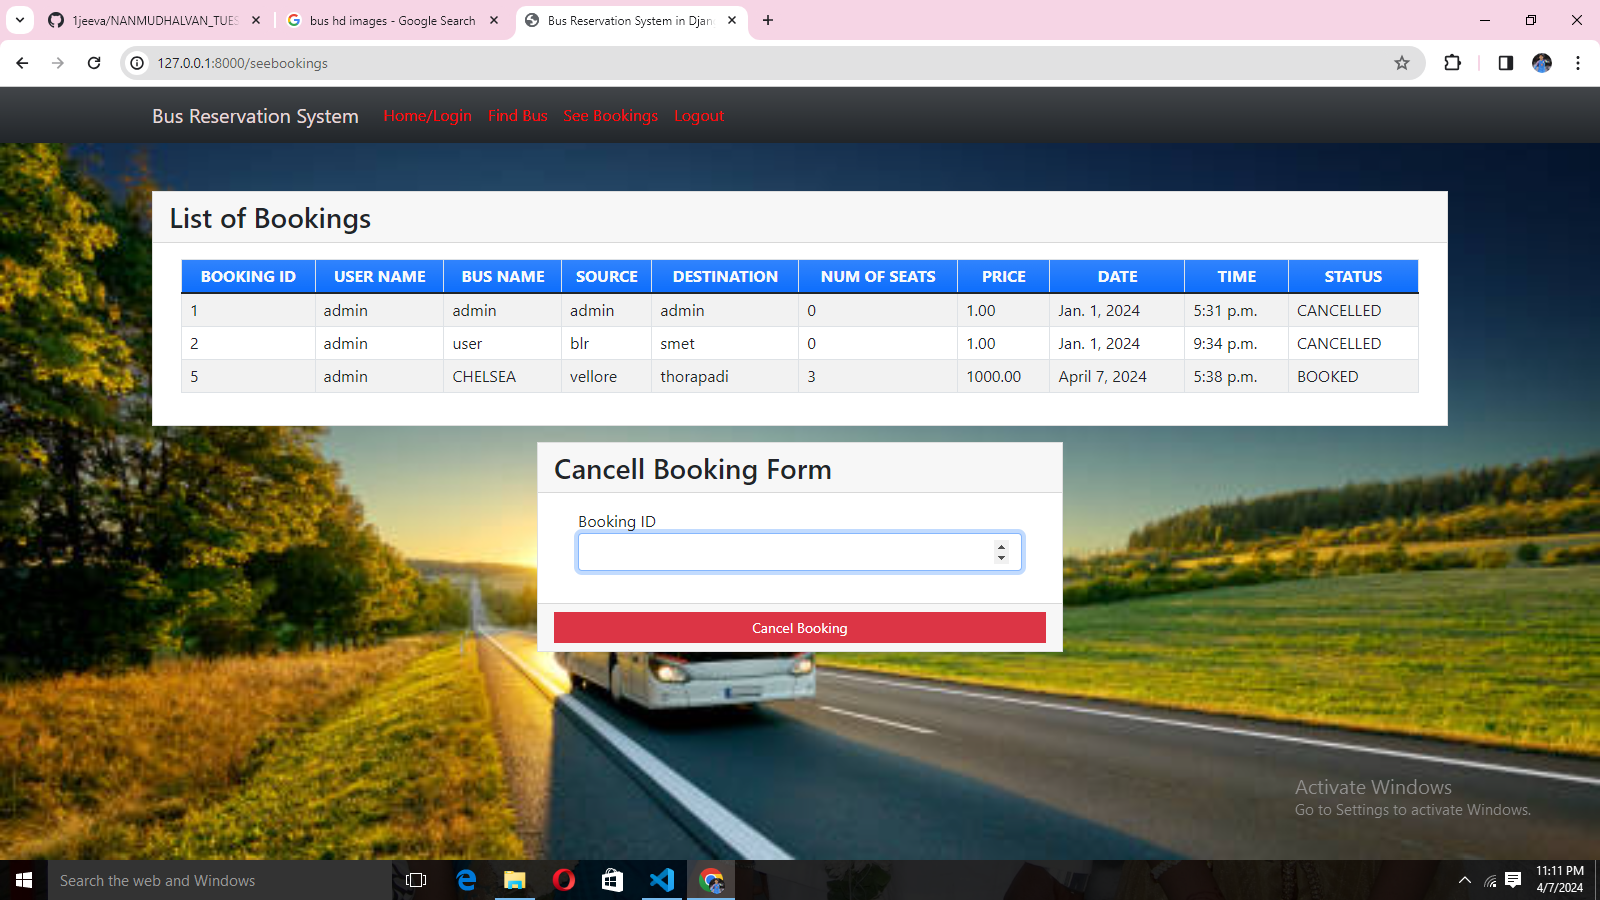 1jeeva/NANMUDHALVAN_TUES
bus hd images - Google Search
Bus Reservation System in Djan
127.0.0.1:8000/seebookings
Bus Reservation System Home/Login Find Bus See Bookings Logout
List of Bookings
BOOKING ID USER NAME BUS NAME SOURCE DESTINATION NUM OF SEATS PRICE DATE TIME STATUS
1 admin admin admin admin 0 1.00 Jan. 1, 2024 5:31 p.m. CANCELLED
2 admin user blr smet 0 1.00 Jan. 1, 2024 9:34 p.m. CANCELLED
5 admin CHELSEA vellore thorapadi 3 1000.00 April 7, 2024 5:38 p.m. BOOKED
Cancell Booking Form
Booking ID
Cancel Booking
Activate Windows
Go to Settings to activate Windows.
Search the web and Windows
11:11 PM
4/7/2024